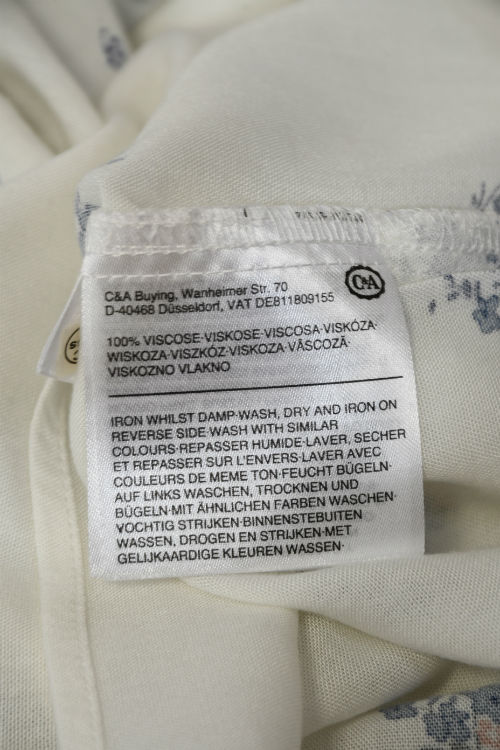 C&A
C&A Buying, Wanheimer Str. 70
D-40468 Düsseldorf, VAT DE811809155
100% VISCOSE·VISKOSE·VISCOSA·VISKÓZA·
WISKOZA·VISZKÓZ·VISKOZA·VÂSCOZĂ·
VISKOZNO VLAKNO
IRON WHILST DAMP·WASH, DRY AND IRON ON
REVERSE SIDE·WASH WITH SIMILAR
COLOURS·REPASSER HUMIDE·LAVER, SECHER
ET REPASSER SUR L'ENVERS·LAVER AVEC
COULEURS DE MEME TON·FEUCHT BÜGELN·
AUF LINKS WASCHEN, TROCKNEN UND
BÜGELN·MIT ÄHNLICHEN FARBEN WASCHEN·
VOCHTIG STRIJKEN·BINNENSTEBUITEN
WASSEN, DROGEN EN STRIJKEN·MET
GELIJKAARDIGE KLEUREN WASSEN·